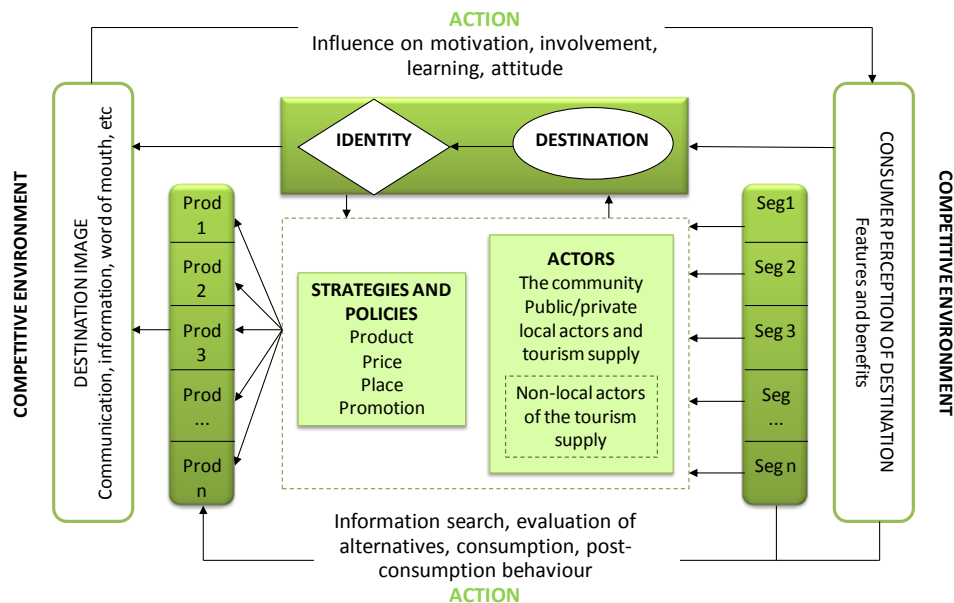 ACTION
Influence on motivation, involvement,
learning, attitude
COMPETITIVE ENVIRONMENT
DESTINATION IMAGE
Communication, information, word of mouth, etc
IDENTITY
DESTINATION
Prod
1
Prod
2
Prod
3
Prod
...
Prod
n
STRATEGIES AND
POLICIES
Product
Price
Place
Promotion
ACTORS
The community
Public/private
local actors and
tourism supply
Non-local actors
of the tourism
supply
Seg1
Seg 2
Seg 3
Seg
...
Seg n
CONSUMER PERCEPTION OF DESTINATION
Features and benefits
COMPETITIVE ENVIRONMENT
Information search, evaluation of
alternatives, consumption, post-
consumption behaviour
ACTION